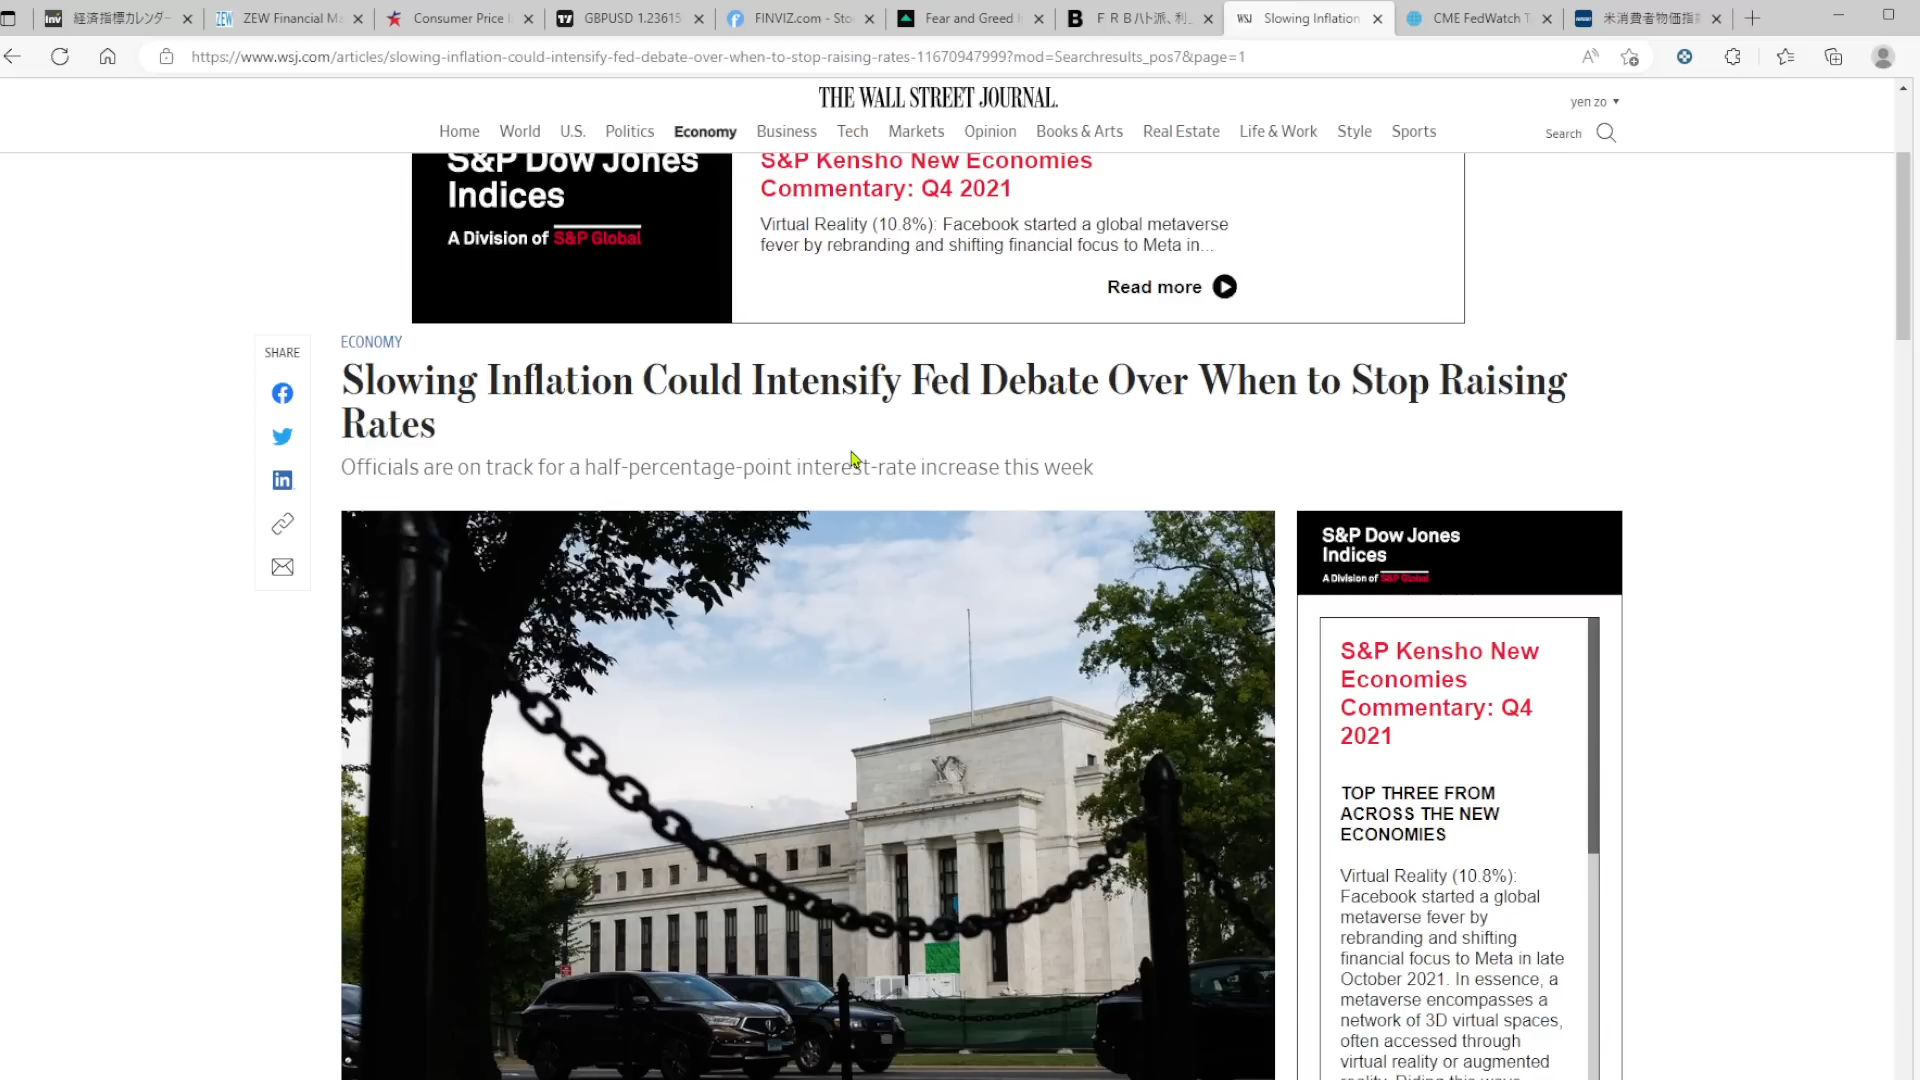 経済指標カレンダー
ZEW Financial Ma
Consumer Price I
GBPUSD 1.23615
FINVIZ.com - Sto
Fear and Greed I
ＦＲＢハト派、利
Slowing Inflation
CME FedWatch T
米消費者物価指
https://www.wsj.com/articles/slowing-inflation-could-intensify-fed-debate-over-when-to-stop-raising-rates-11670947999?mod=Searchresults_pos7&page=1
THE WALL STREET JOURNAL.
yen zo
Home World U.S. Politics Economy Business Tech Markets Opinion Books & Arts Real Estate Life & Work Style Sports
Search
S&P Dow Jones
Indices
A Division of S&P Global
S&P Kensho New Economies
Commentary: Q4 2021
Virtual Reality (10.8%): Facebook started a global metaverse
fever by rebranding and shifting financial focus to Meta in...
Read more
SHARE
ECONOMY
Slowing Inflation Could Intensify Fed Debate Over When to Stop Raising
Rates
Officials are on track for a half-percentage-point interest-rate increase this week
S&P Dow Jones
Indices
A Division of S&P Global
S&P Kensho New
Economies
Commentary: Q4
2021
TOP THREE FROM
ACROSS THE NEW
ECONOMIES
Virtual Reality (10.8%):
Facebook started a global
metaverse fever by
rebranding and shifting
financial focus to Meta in late
October 2021. In essence, a
metaverse encompasses a
network of 3D virtual spaces,
often accessed through
virtual reality or augmented